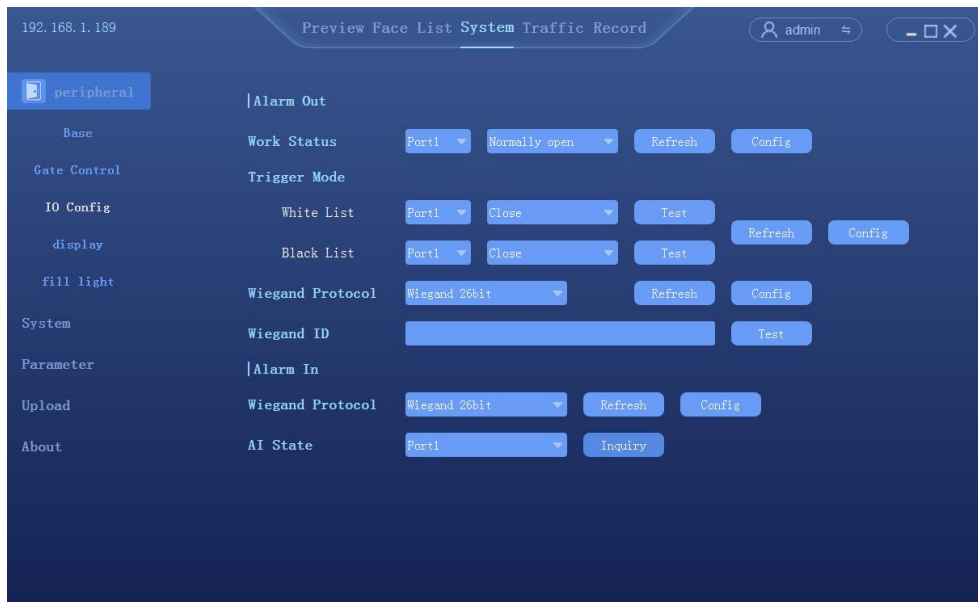 192.168.1.189 Preview Face List System Traffic Record admin
peripheral
Base
Gate Control
IO Config
display
fill light
System
Parameter
Upload
About
Alarm Out
Work Status Port1 Normally open Refresh Config
Trigger Mode
White List Port1 Close Test
Refresh Config
Black List Port1 Close Test
Wiegand Protocol Wiegand 26bit Refresh Config
Wiegand ID Test
Alarm In
Wiegand Protocol Wiegand 26bit Refresh Config
AI State Port1 Inquiry